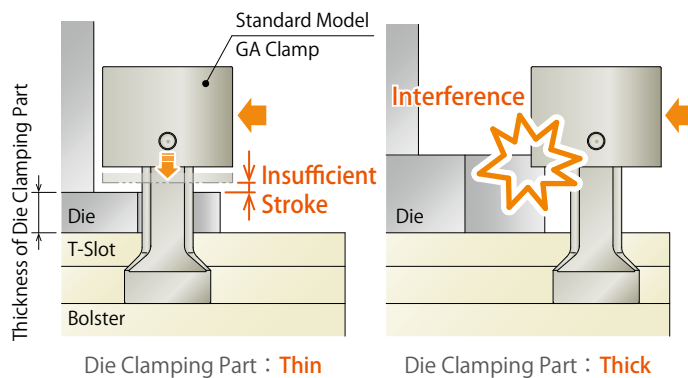 Standard Model
GA Clamp
Thickness of Die Clamping Part
Insufficient
Stroke
Die
T-Slot
Bolster
Die Clamping Part : Thin
Interference
Die
Die Clamping Part : Thick